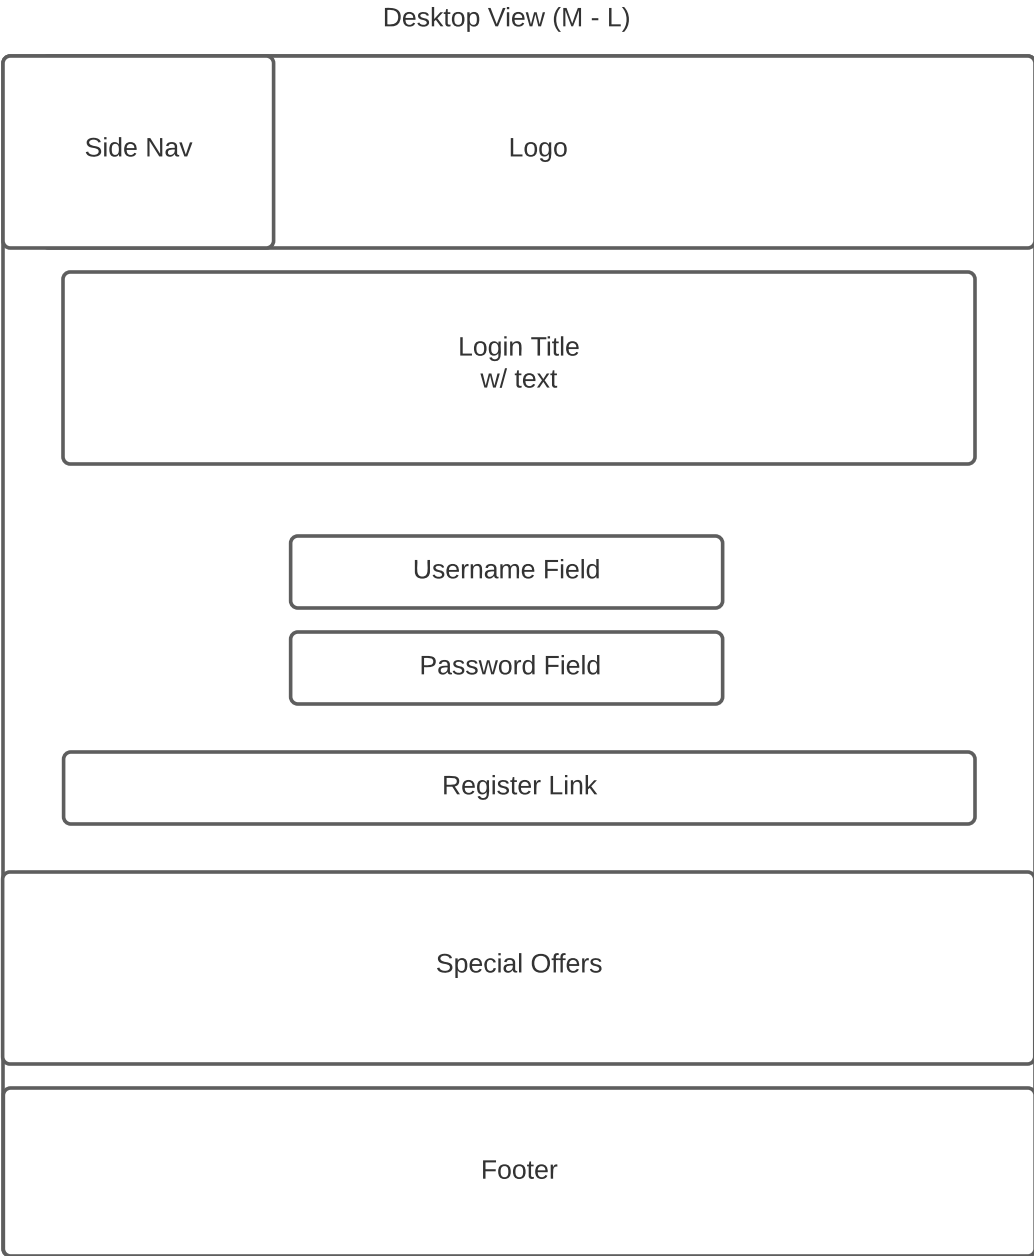 Desktop View (M - L)
Side Nav
Logo
Login Title
w/ text
Username Field
Password Field
Register Link
Special Offers
Footer